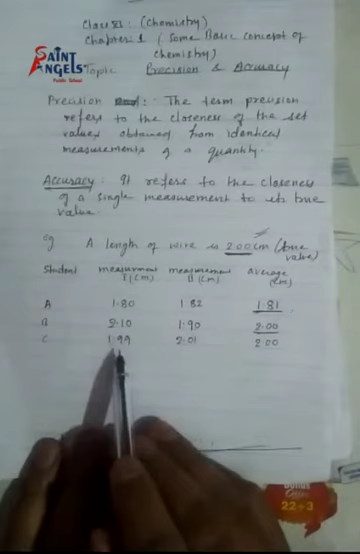 Class XI: (Chemistry)
Chapter-1 (Some Basic Concept of
Chemistry)
SAINT
ANGELS
Public School
Topic Precision & Accuracy
Precision : The term precision
refers to the closeness of the set
values obtained from identical
measurements of a quantity.
Accuracy: It refers to the closeness
of a single measurement to its true
value.
eg A length of wire is 2.00 cm (true
value)
Student measurement measurement average
1 (cm) 2 (cm) (cm)
A 1.80 1.82 1.81
B 2.10 1.90 2.00
C 1.99 2.01 2.00
22+3